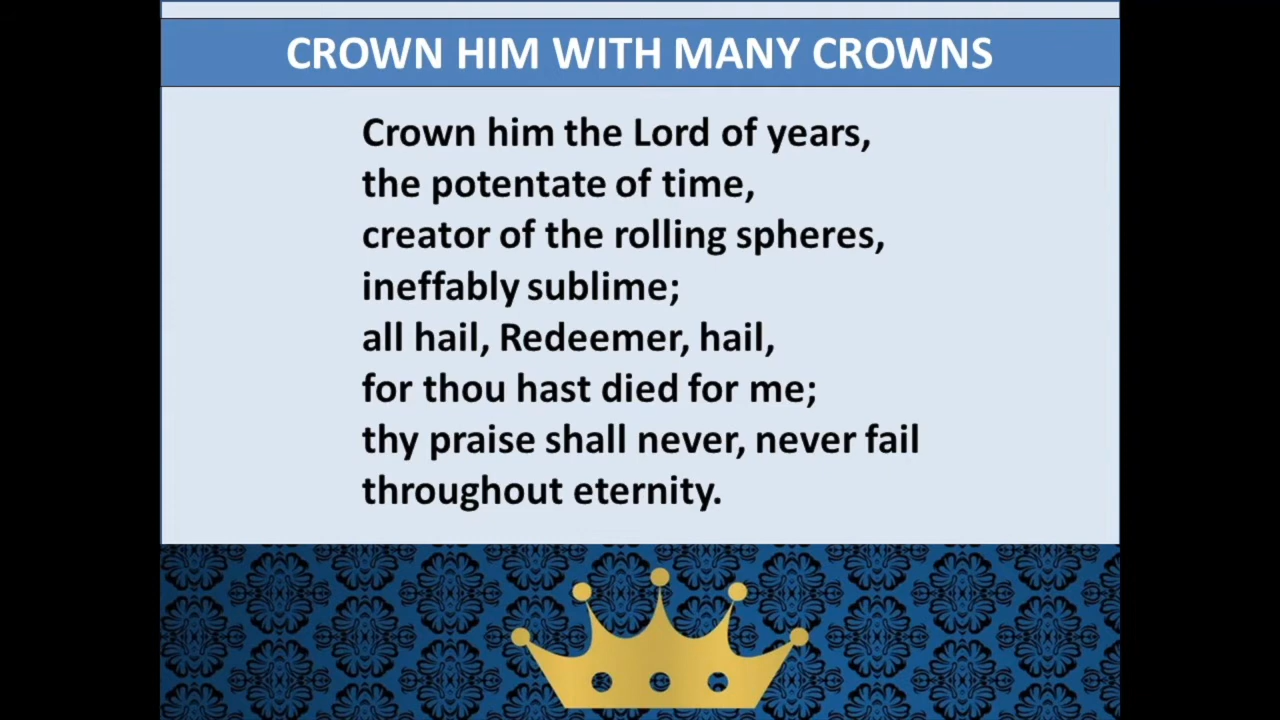 CROWN HIM WITH MANY CROWNS
Crown him the Lord of years,
the potentate of time,
creator of the rolling spheres,
ineffably sublime;
all hail, Redeemer, hail,
for thou hast died for me;
thy praise shall never, never fail
throughout eternity.